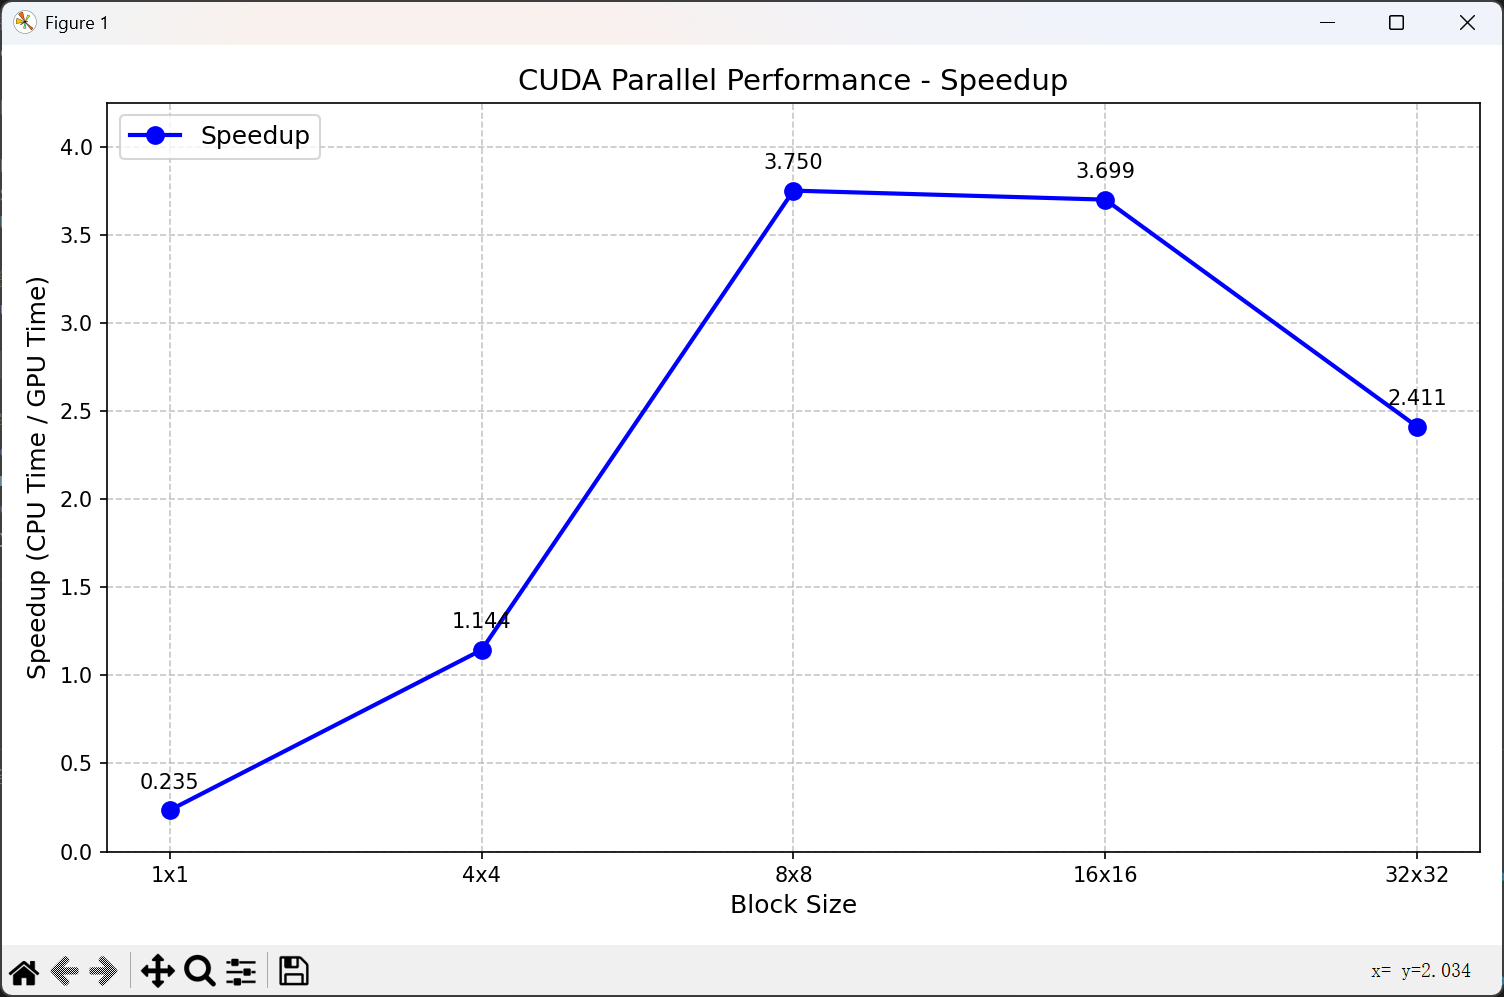 Figure 1
CUDA Parallel Performance - Speedup
Speedup
Speedup (CPU Time / GPU Time)
4.0
3.5
3.0
2.5
2.0
1.5
1.0
0.5
0.0
0.235
1.144
3.750
3.699
2.411
1x1 4x4 8x8 16x16 32x32
Block Size
x= y=2.034